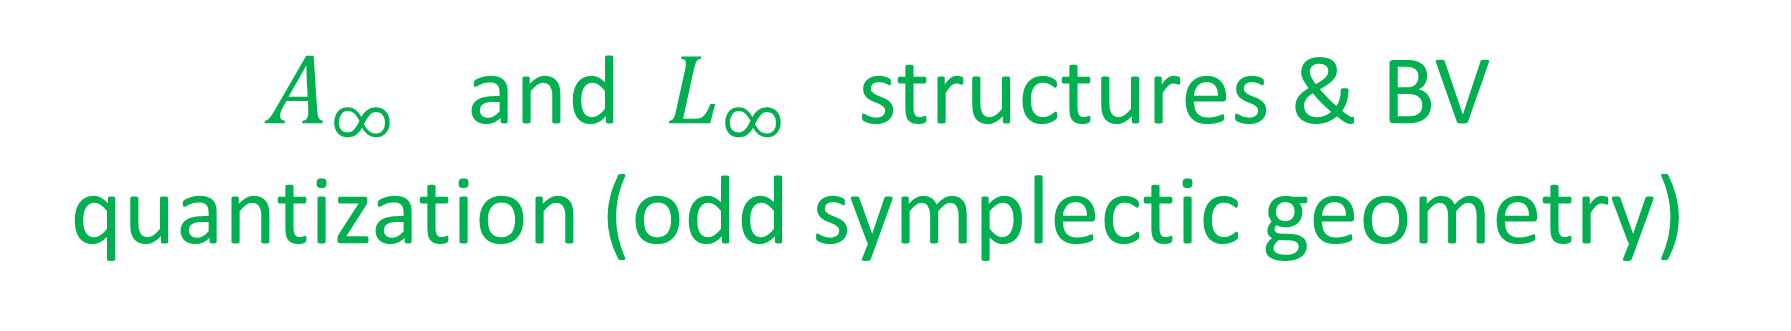 A∞ and L∞ structures & BV
quantization (odd symplectic geometry)